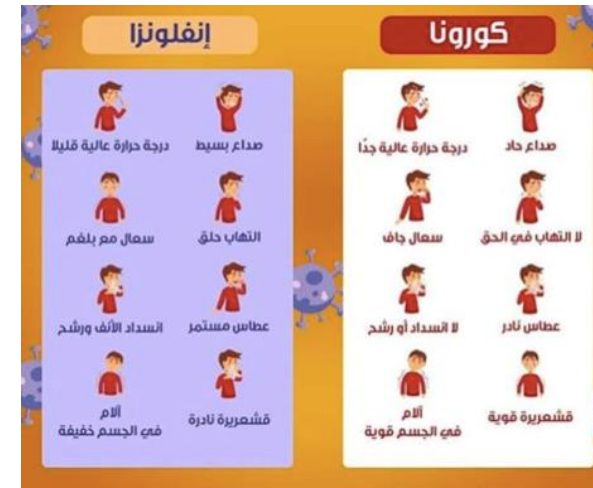 كورونا
صداع حاد
درجة حرارة عالية جدًا
لا التهاب في الحق
سعال جاف
عطاس نادر
لا انسداد أو رشح
قشعريرة قوية
آلام
في الجسم قوية
إنفلونزا
صداع بسيط
درجة حرارة عالية قليلا
التهاب حلق
سعال مع بلغم
عطاس مستمر
انسداد الأنف ورشح
قشعريرة نادرة
آلام
في الجسم خفيفة